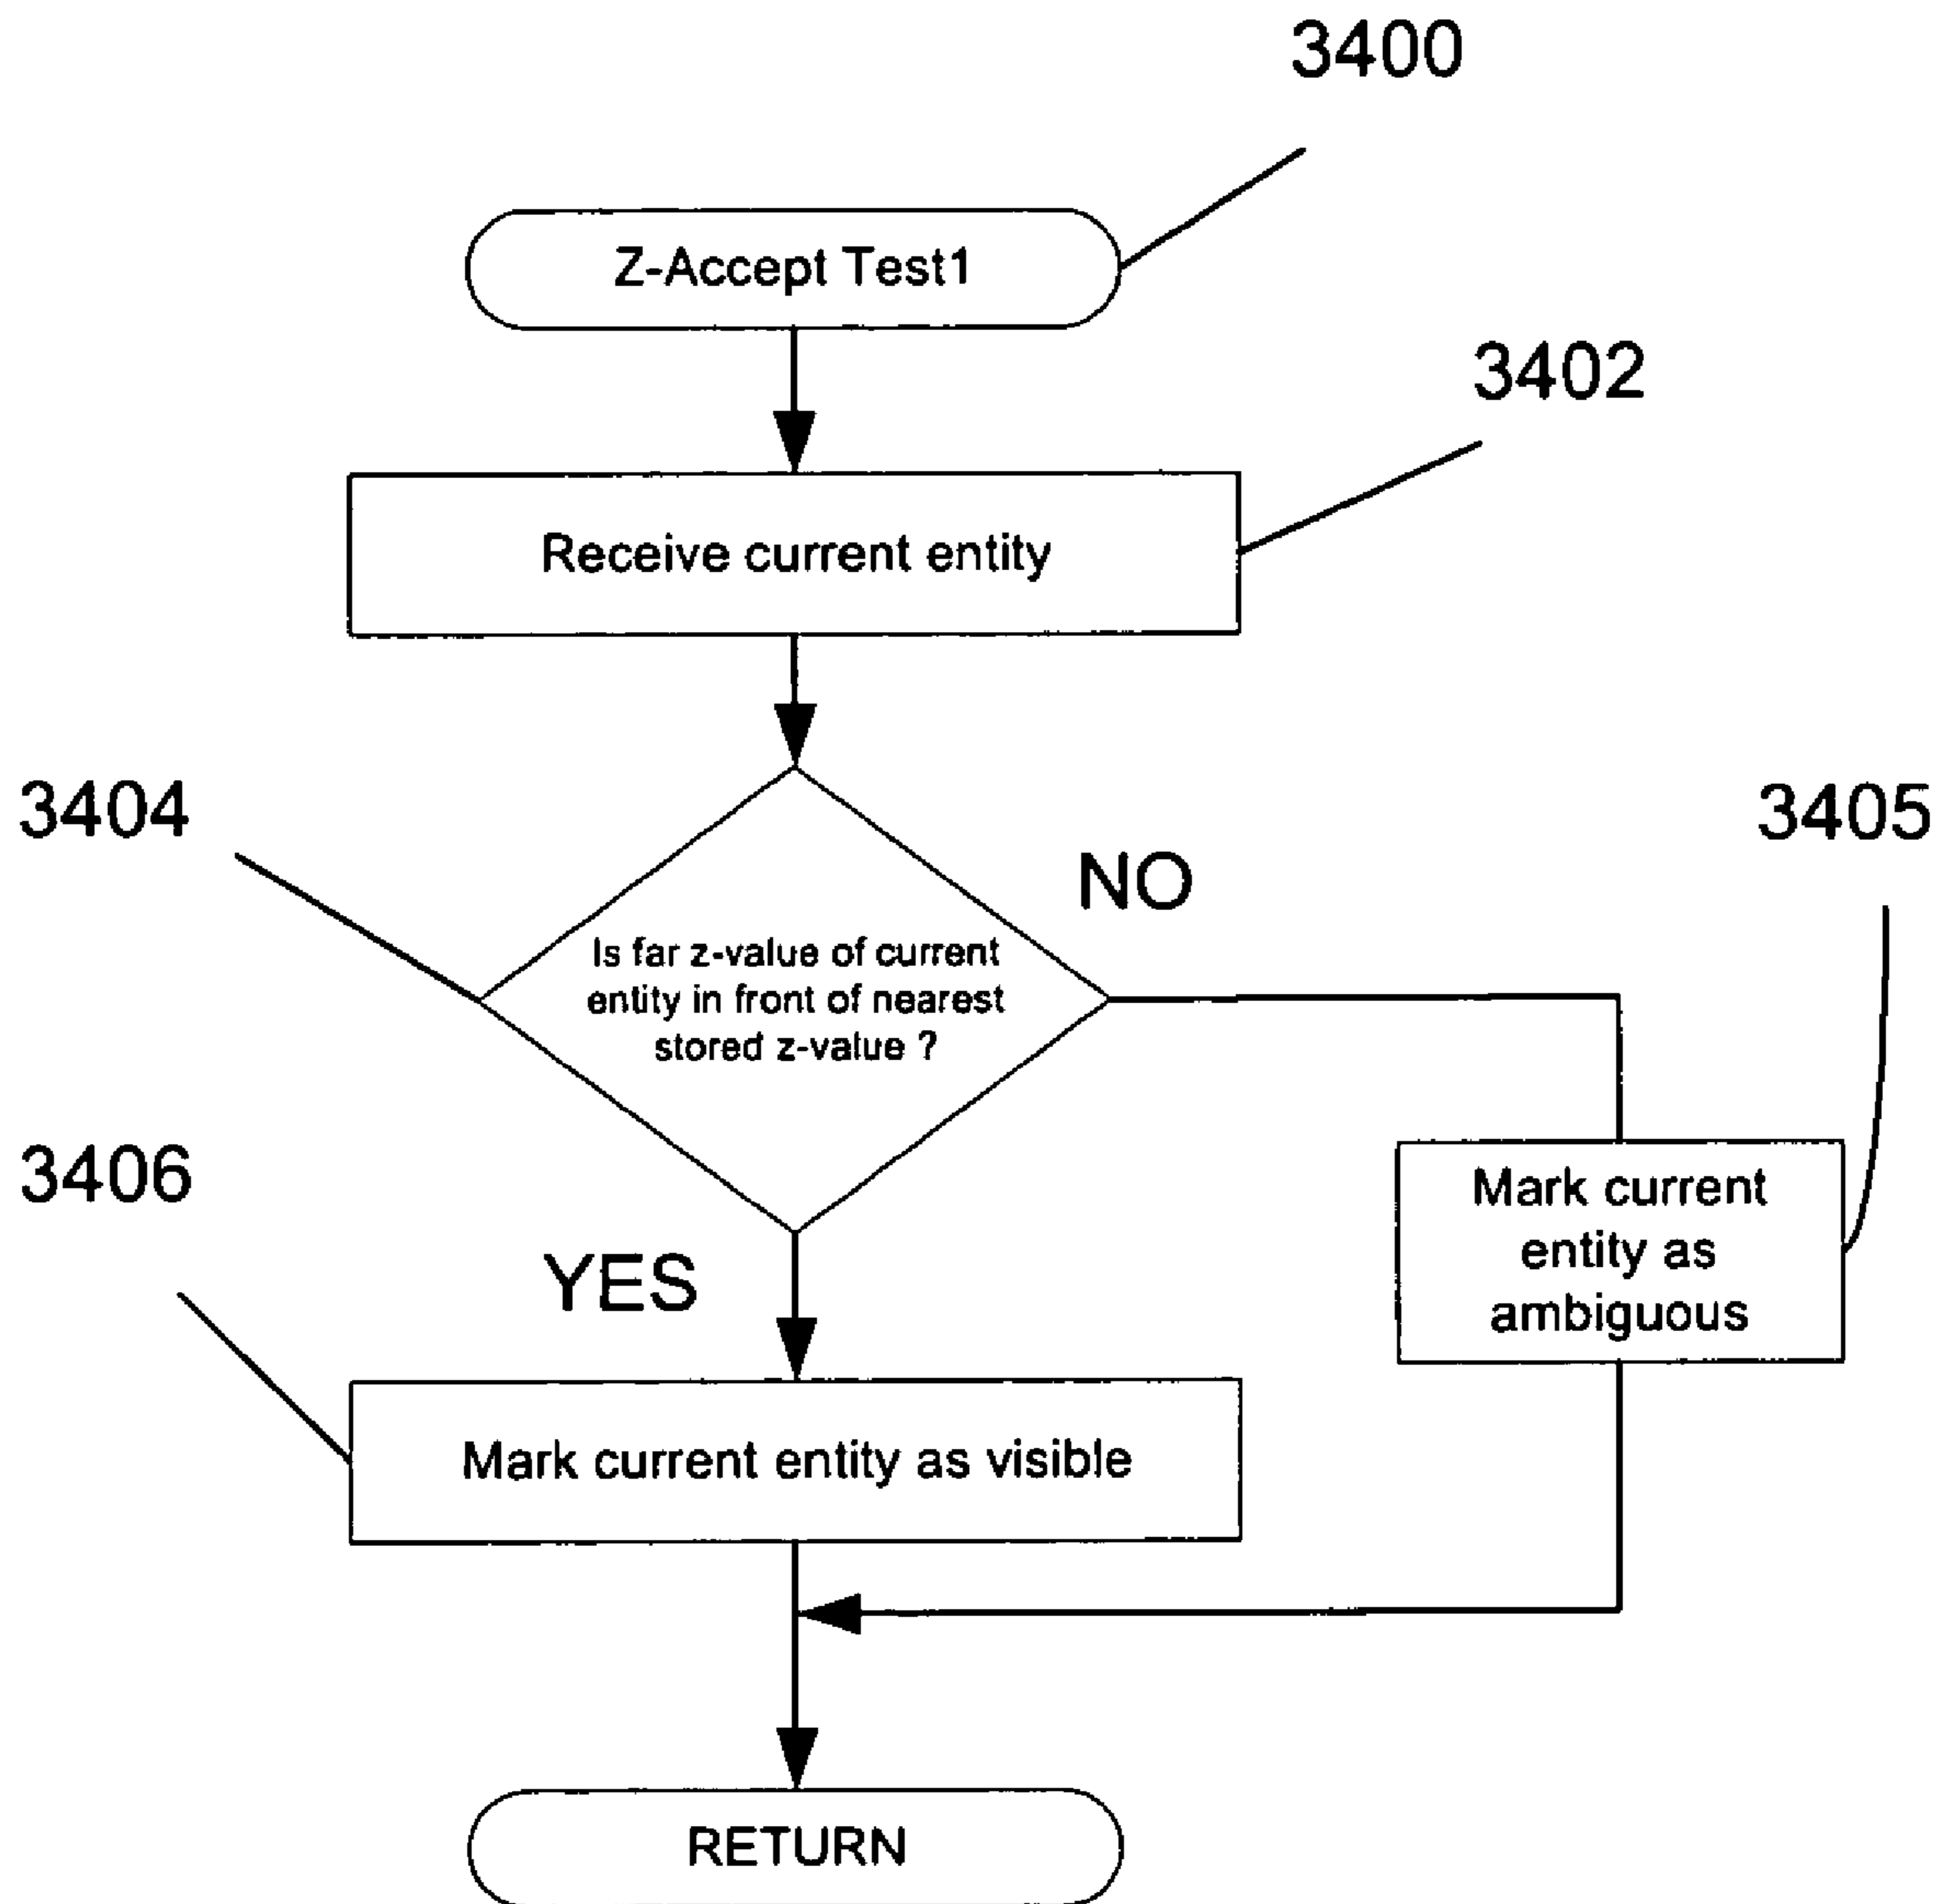 3400
Z-Accept Test1
3402
Receive current entity
3404
3405
NO
Is far z-value of current
entity in front of nearest
stored z-value ?
3406
Mark current
entity as
ambiguous
YES
Mark current entity as visible
RETURN